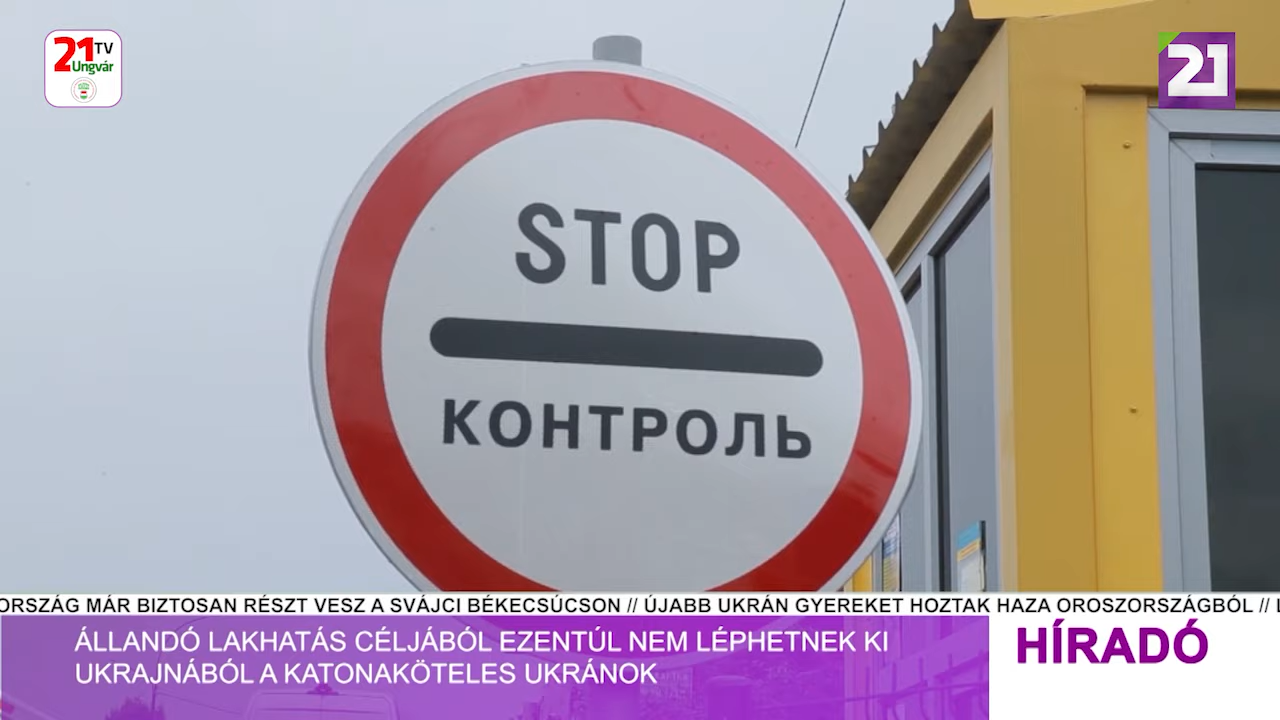 21 TV
Ungvár
21
STOP
КОНТРОЛЬ
ORSZÁG MÁR BIZTOSAN RÉSZT VESZ A SVÁJCI BÉKECSÚCSON // ÚJABB UKRÁN GYEREKET HOZTAK HAZA OROSZORSZÁGBÓL //
ÁLLANDÓ LAKHATÁS CÉLJÁBÓL EZENTÚL NEM LÉPHETNEK KI
UKRAJNÁBÓL A KATONAKÖTELES UKRÁNOK
HÍRADÓ